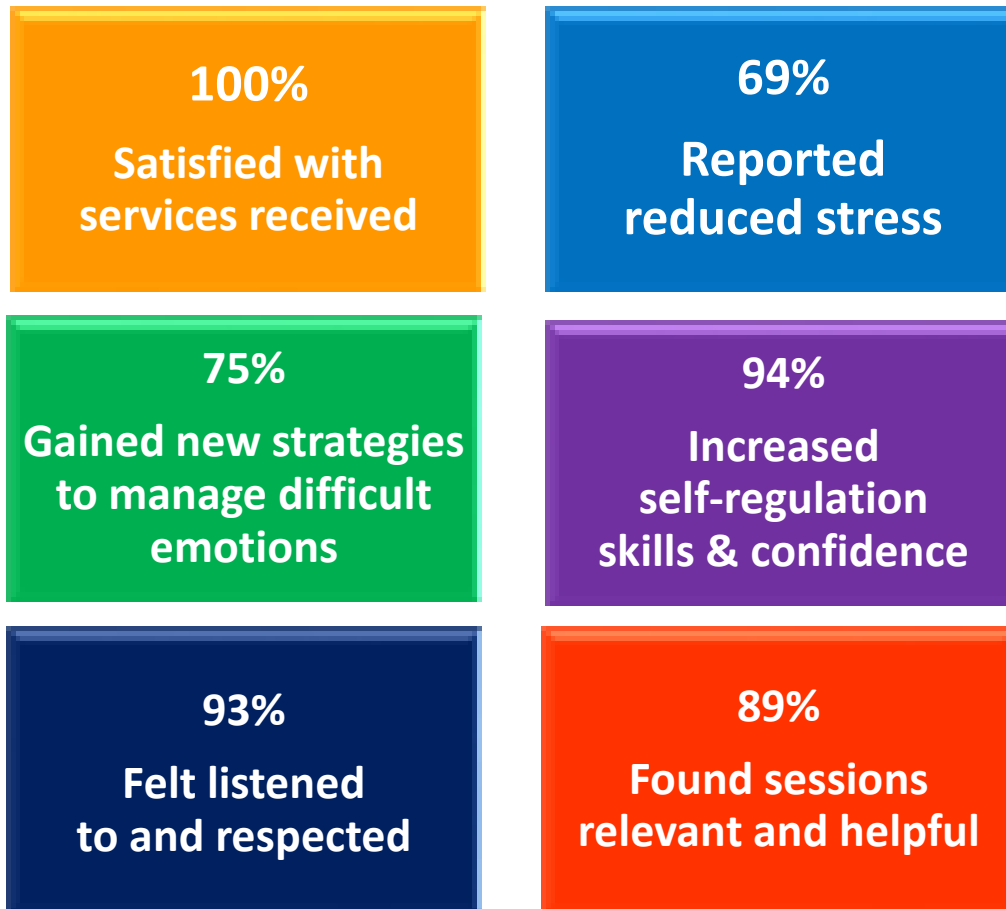 100%
Satisfied with
services received
69%
Reported
reduced stress
75%
Gained new strategies
to manage difficult
emotions
94%
Increased
self-regulation
skills & confidence
93%
Felt listened
to and respected
89%
Found sessions
relevant and helpful